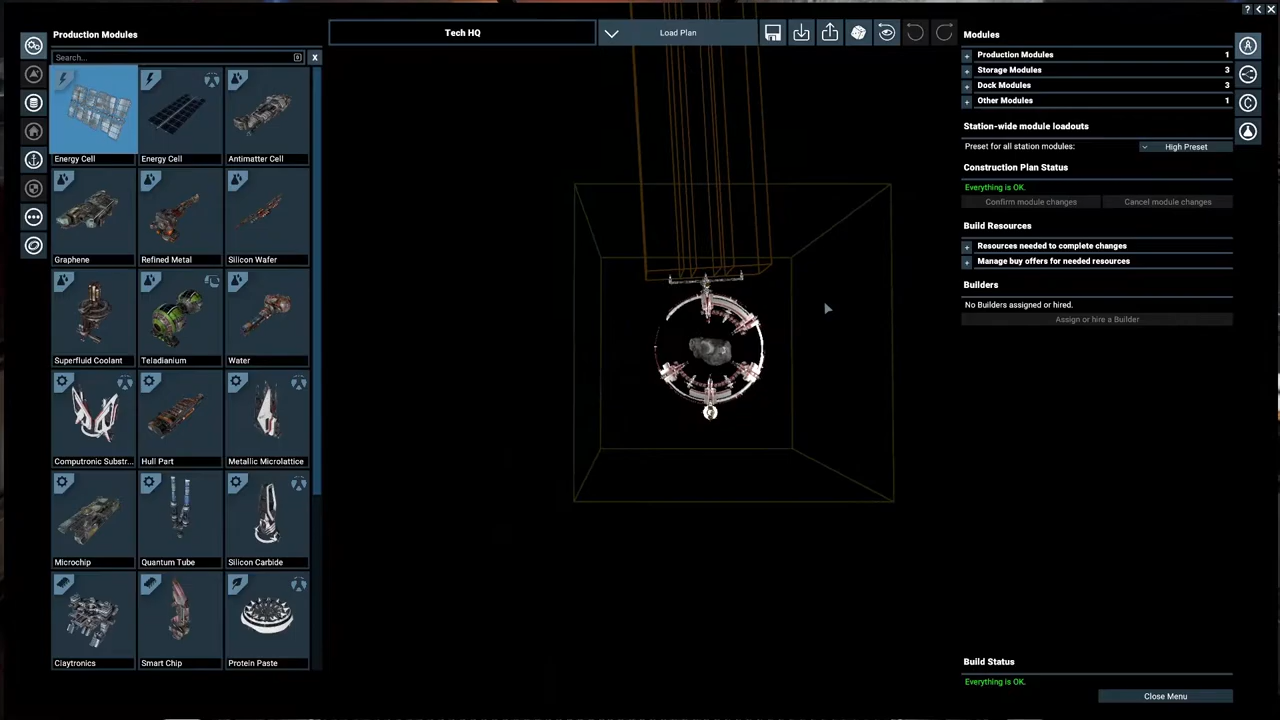 Production Modules
Search...
X
Energy Cell
Energy Cell
Antimatter Cell
Graphene
Refined Metal
Silicon Wafer
Superfluid Coolant
Teladianium
Water
Computronic Substr...
Hull Part
Metallic Microlattice
Microchip
Quantum Tube
Silicon Carbide
Claytronics
Smart Chip
Protein Paste
Tech HQ
Load Plan
Modules
Production Modules 1
Storage Modules 3
Dock Modules 3
Other Modules 1
Station-wide module loadouts
Preset for all station modules: High Preset
Construction Plan Status
Everything is OK.
Confirm module changes Cancel module changes
Build Resources
Resources needed to complete changes
Manage buy offers for needed resources
Builders
No Builders assigned or hired.
Assign or hire a Builder
Build Status
Everything is OK.
Close Menu